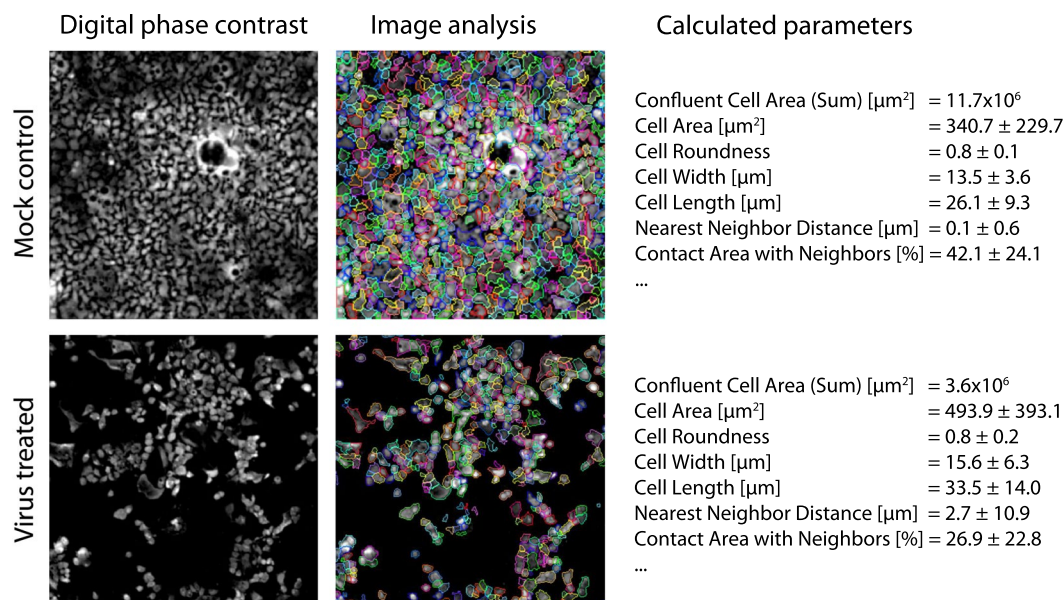 Digital phase contrast
Image analysis
Calculated parameters
Mock control
Confluent Cell Area (Sum) [µm²] = 11.7x10⁶
Cell Area [µm²] = 340.7 ± 229.7
Cell Roundness = 0.8 ± 0.1
Cell Width [µm] = 13.5 ± 3.6
Cell Length [µm] = 26.1 ± 9.3
Nearest Neighbor Distance [µm] = 0.1 ± 0.6
Contact Area with Neighbors [%] = 42.1 ± 24.1
...
Virus treated
Confluent Cell Area (Sum) [µm²] = 3.6x10⁶
Cell Area [µm²] = 493.9 ± 393.1
Cell Roundness = 0.8 ± 0.2
Cell Width [µm] = 15.6 ± 6.3
Cell Length [µm] = 33.5 ± 14.0
Nearest Neighbor Distance [µm] = 2.7 ± 10.9
Contact Area with Neighbors [%] = 26.9 ± 22.8
...